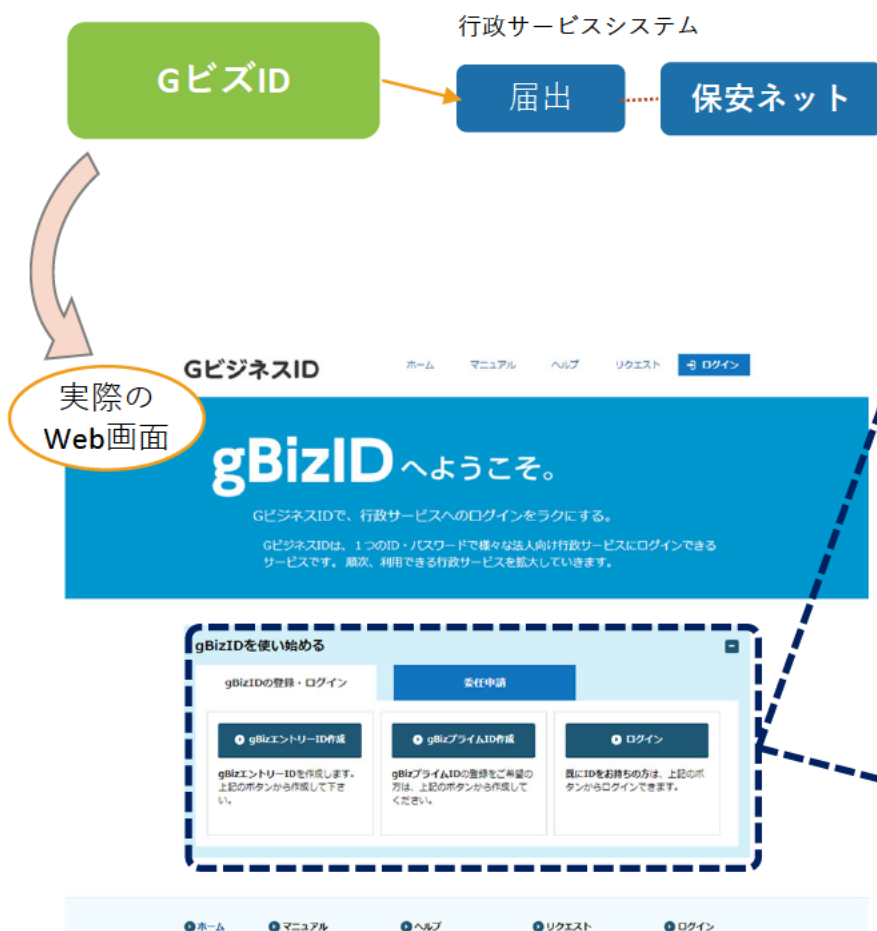 行政サービスシステム
GビズID
届出
保安ネット
GビジネスID
ホーム
マニュアル
ヘルプ
リクエスト
ログイン
実際の
Web画面
gBizIDへようこそ。
GビジネスIDで、行政サービスへのログインをラクにする。
GビジネスIDは、1つのID・パスワードで様々な法人向け行政サービスにログインできる
サービスです。順次、利用できる行政サービスを拡大していきます。
gBizIDを使い始める
gBizIDの登録・ログイン
委任申請
gBizエントリーID作成
gBizエントリーIDを作成します。
上記のボタンから作成して下さ
い。
gBizプライムID作成
gBizプライムIDの登録をご希望の
方は、上記のボタンから作成して
ください。
ログイン
既にIDをお持ちの方は、上記のボ
タンからログインできます。
ホーム
マニュアル
ヘルプ
リクエスト
ログイン